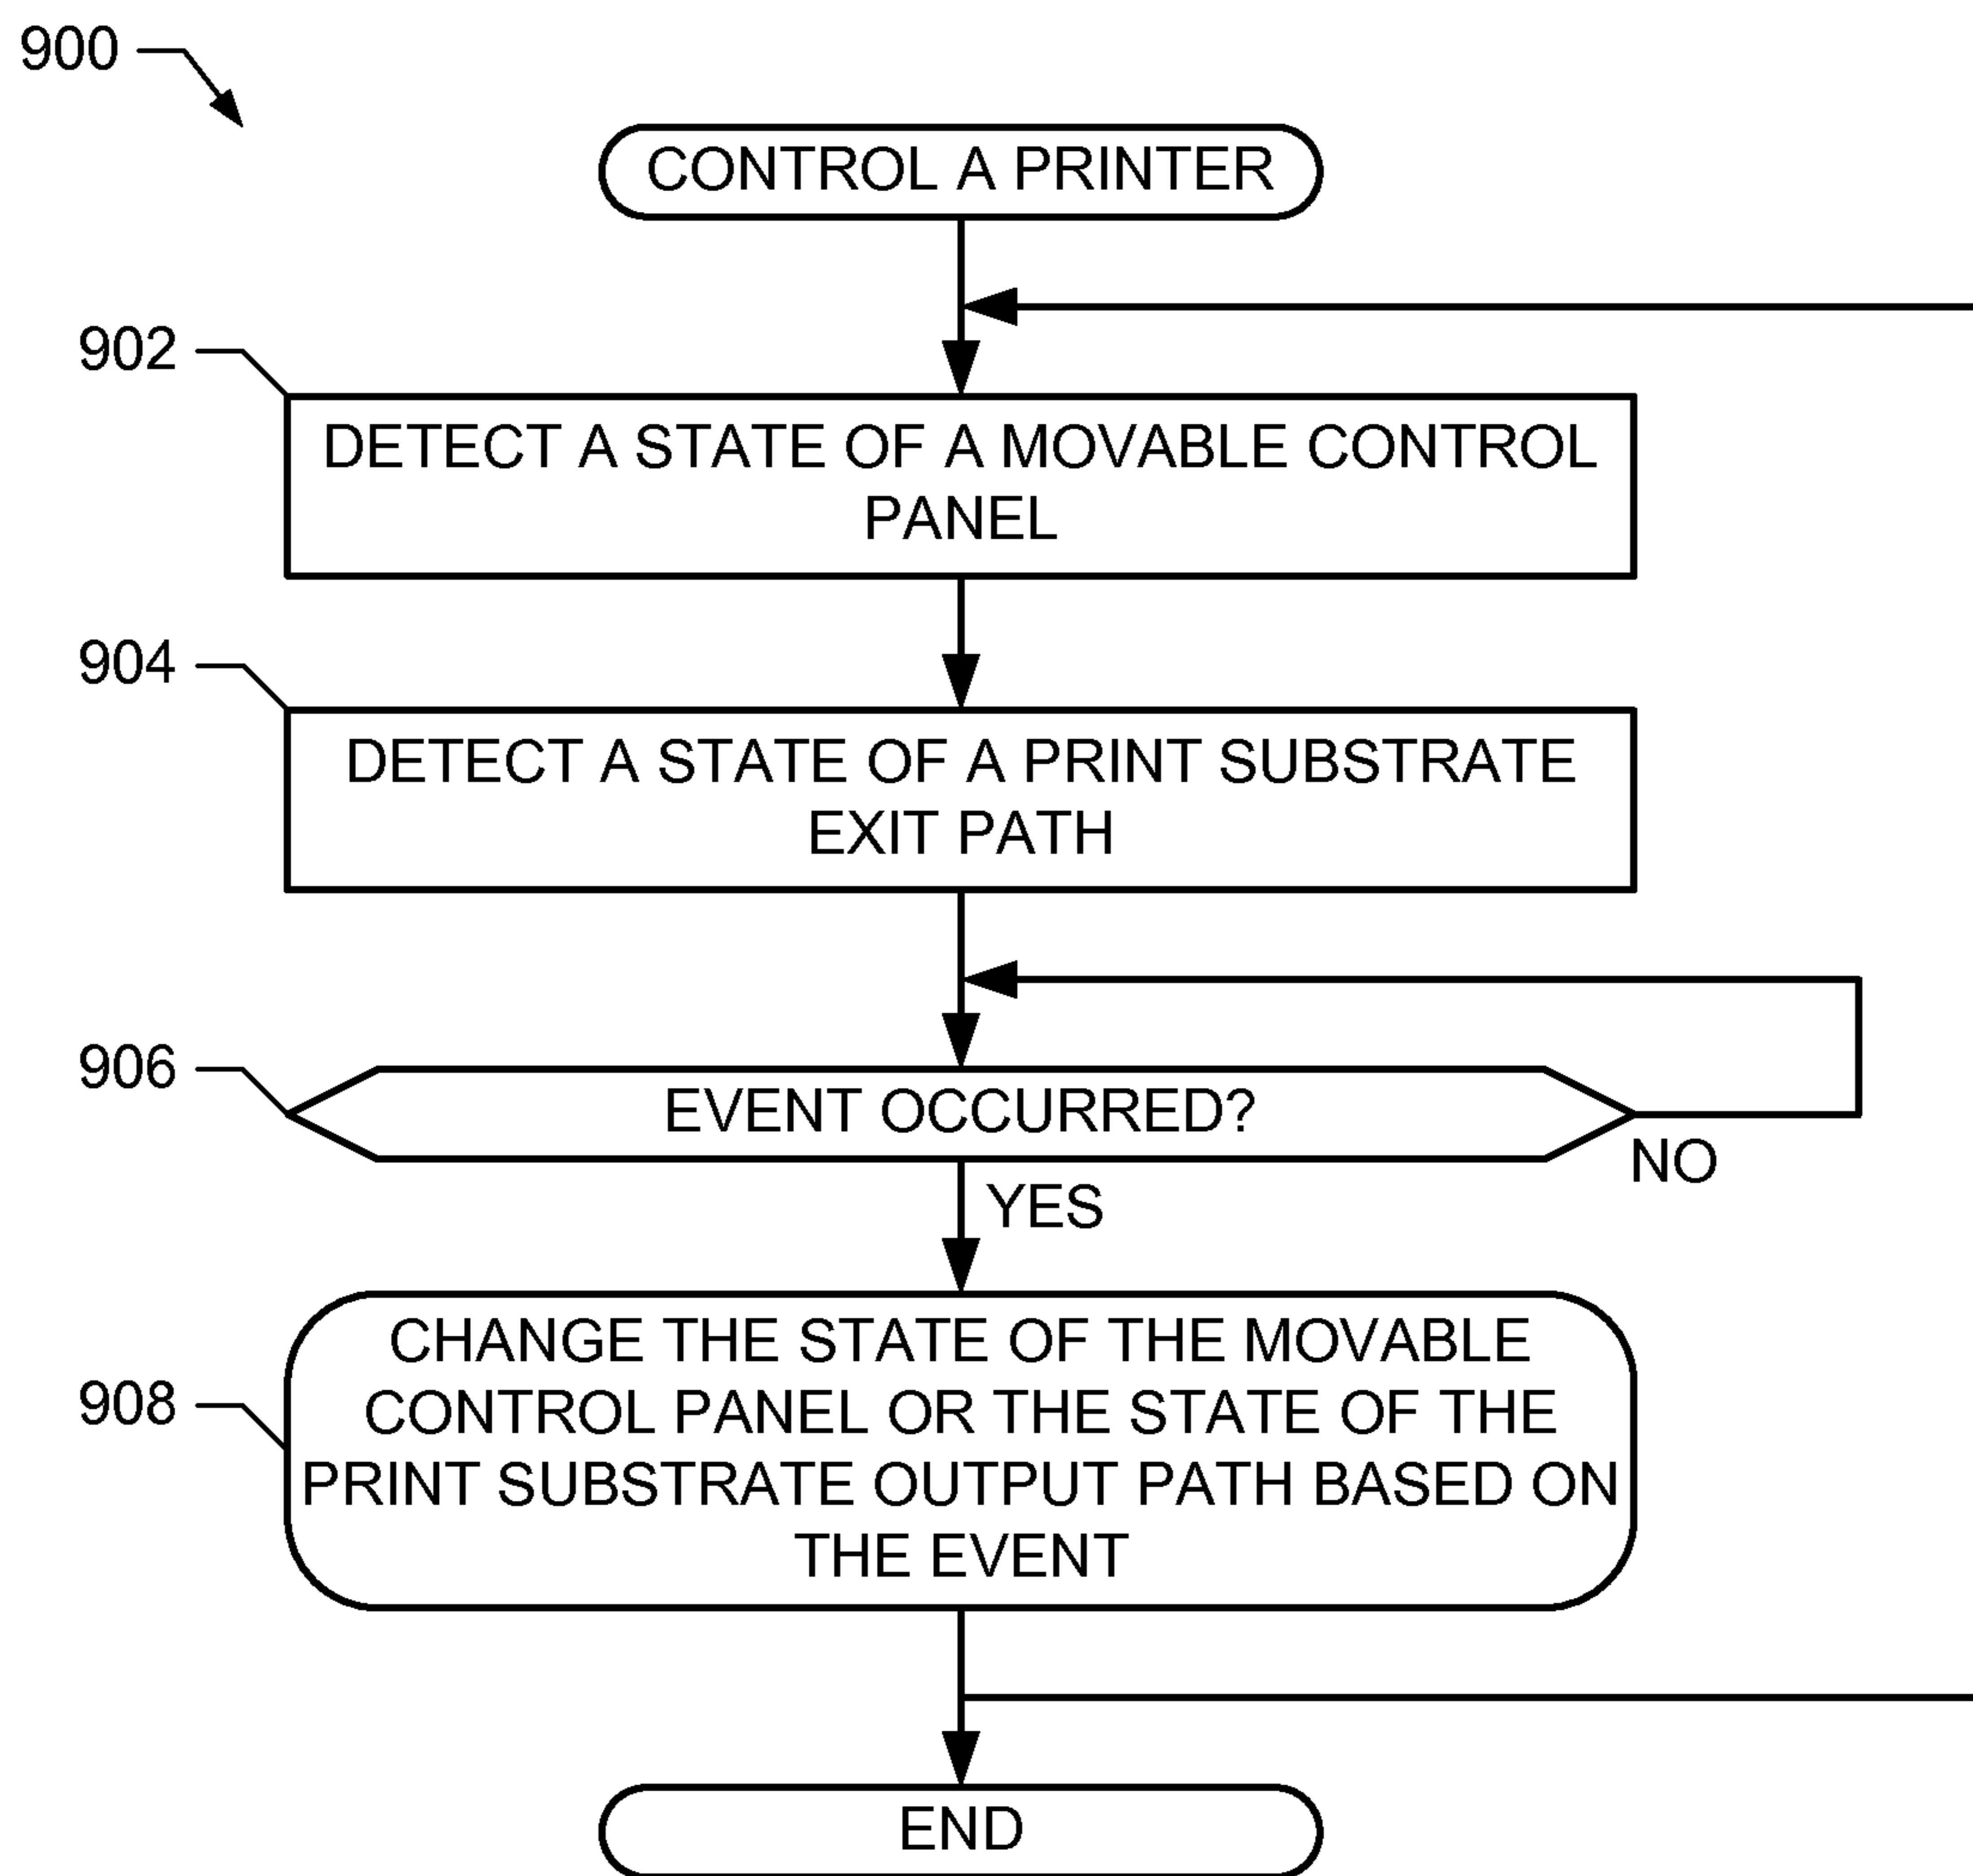 900
CONTROL A PRINTER
902
DETECT A STATE OF A MOVABLE CONTROL
PANEL
904
DETECT A STATE OF A PRINT SUBSTRATE
EXIT PATH
906
EVENT OCCURRED?
NO
YES
908
CHANGE THE STATE OF THE MOVABLE
CONTROL PANEL OR THE STATE OF THE
PRINT SUBSTRATE OUTPUT PATH BASED ON
THE EVENT
END